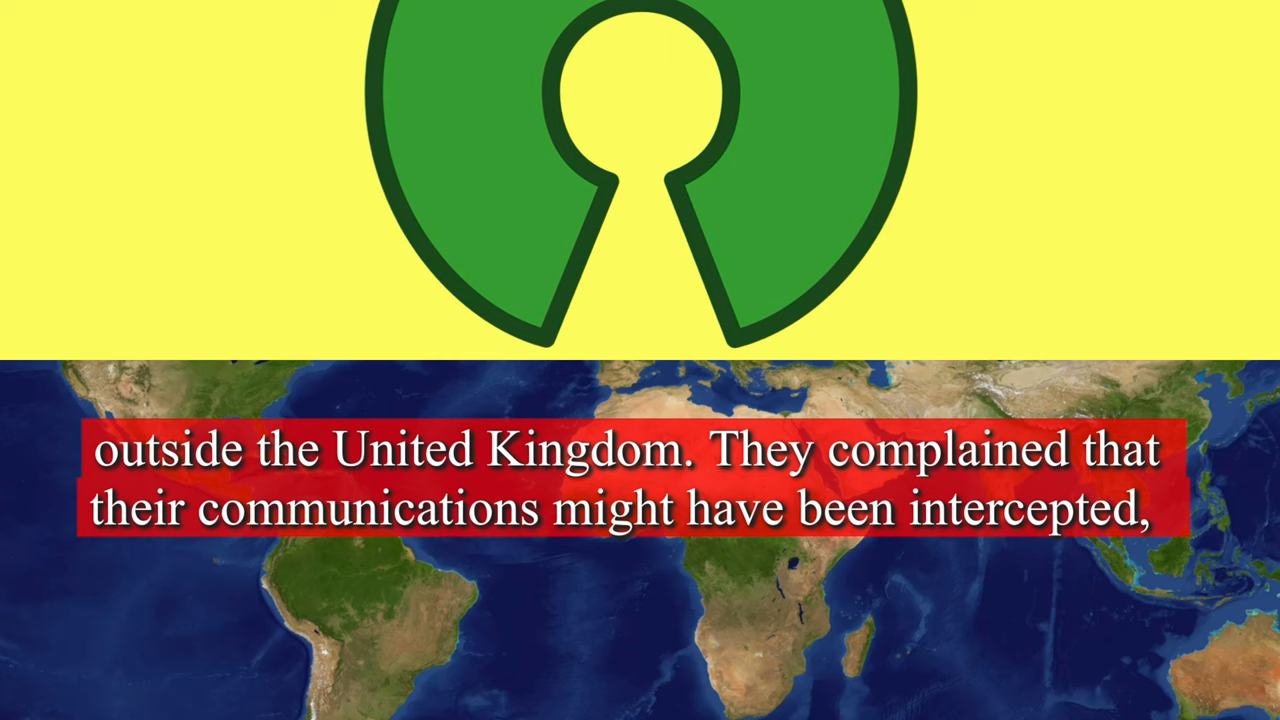 outside the United Kingdom. They complained that
their communications might have been intercepted,